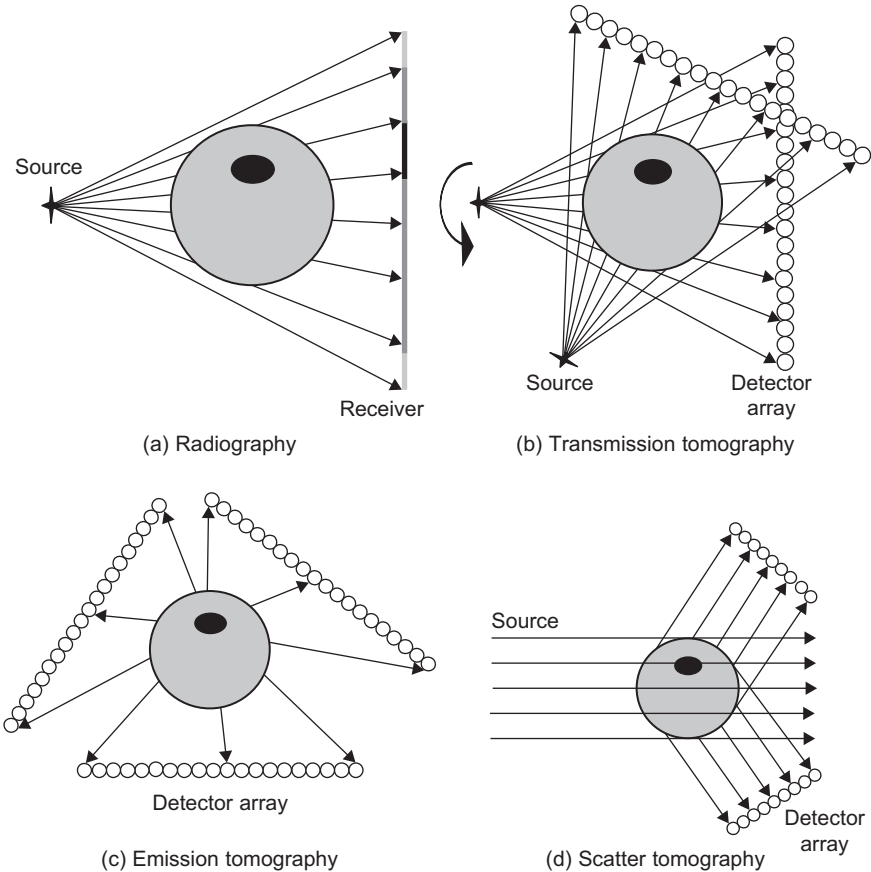 Source
Receiver
(a) Radiography
Source
Detector
array
(b) Transmission tomography
Detector array
(c) Emission tomography
Source
Detector
array
(d) Scatter tomography